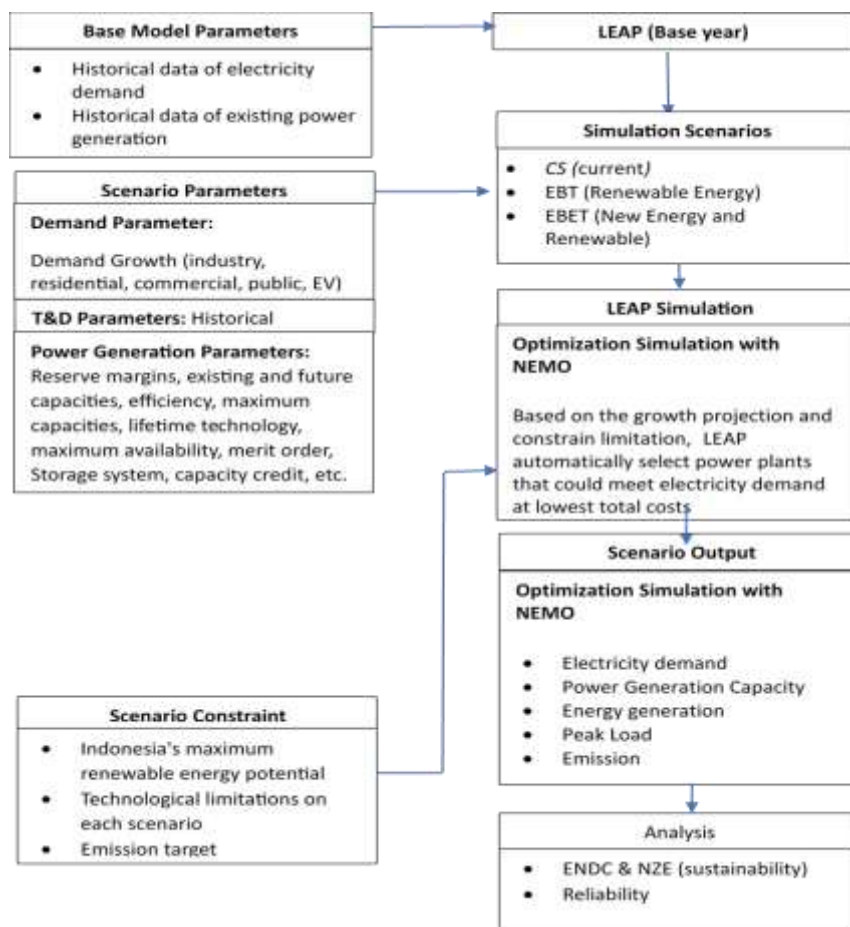 Base Model Parameters
• Historical data of electricity
demand
• Historical data of existing power
generation
Scenario Parameters
Demand Parameter:
Demand Growth (industry,
residential, commercial, public, EV)
T&D Parameters: Historical
Power Generation Parameters:
Reserve margins, existing and future
capacities, efficiency, maximum
capacities, lifetime technology,
maximum availability, merit order,
Storage system, capacity credit, etc.
Scenario Constraint
• Indonesia's maximum
renewable energy potential
• Technological limitations on
each scenario
• Emission target
LEAP (Base year)
Simulation Scenarios
• CS (current)
• EBT (Renewable Energy)
• EBET (New Energy and
Renewable)
LEAP Simulation
Optimization Simulation with
NEMO
Based on the growth projection and
constrain limitation, LEAP
automatically select power plants
that could meet electricity demand
at lowest total costs
Scenario Output
Optimization Simulation with
NEMO
• Electricity demand
• Power Generation Capacity
• Energy generation
• Peak Load
• Emission
Analysis
• ENDC & NZE (sustainability)
• Reliability